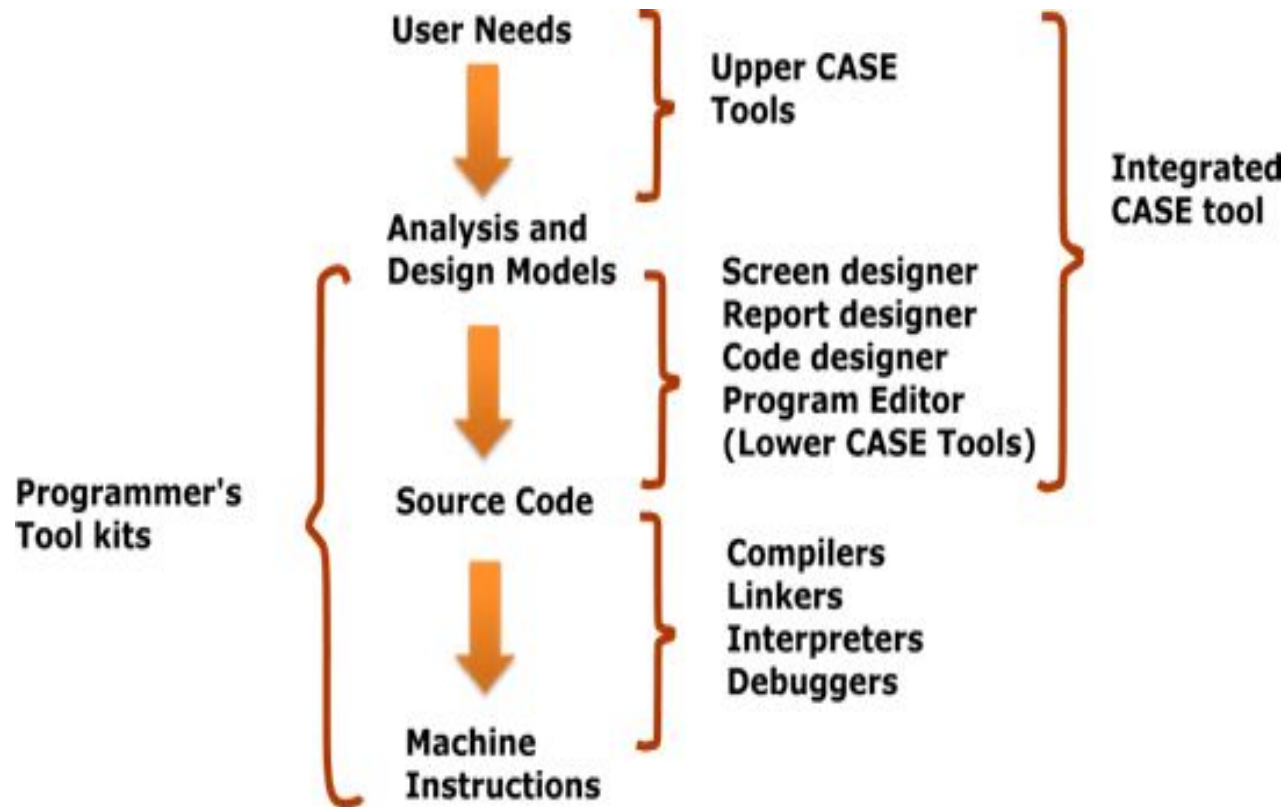 User Needs
Upper CASE
Tools
Integrated
CASE tool
Analysis and
Design Models
Screen designer
Report designer
Code designer
Program Editor
(Lower CASE Tools)
Programmer's
Tool kits
Source Code
Compilers
Linkers
Interpreters
Debuggers
Machine
Instructions